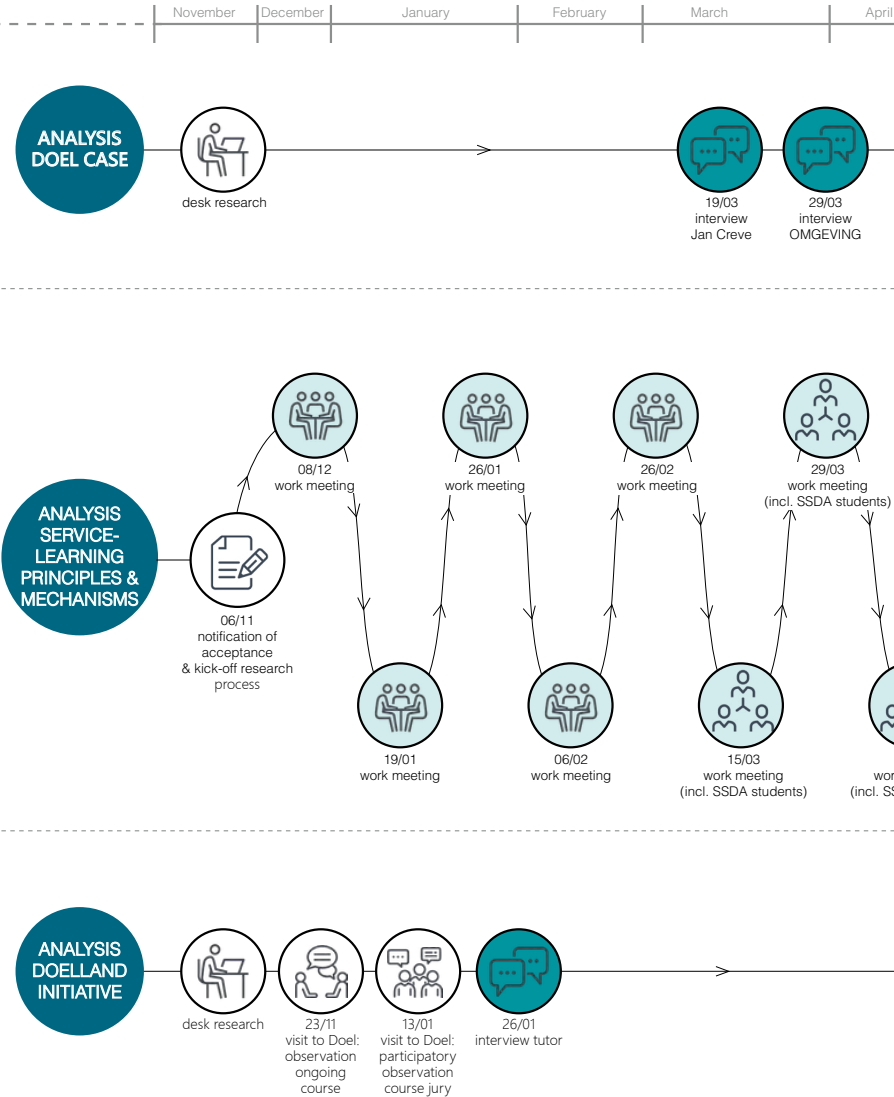 November
December
January
February
March
April
ANALYSIS
DOEL CASE
desk research
19/03
interview
Jan Creve
29/03
interview
OMGEVING
08/12
work meeting
26/01
work meeting
26/02
work meeting
29/03
work meeting
(incl. SSDA students)
ANALYSIS
SERVICE-
LEARNING
PRINCIPLES &
MECHANISMS
06/11
notification of
acceptance
& kick-off research
process
19/01
work meeting
06/02
work meeting
15/03
work meeting
(incl. SSDA students)
(incl.
ANALYSIS
DOELLAND
INITIATIVE
desk research
23/11
visit to Doel:
observation
ongoing
course
13/01
visit to Doel:
participatory
observation
course jury
26/01
interview tutor